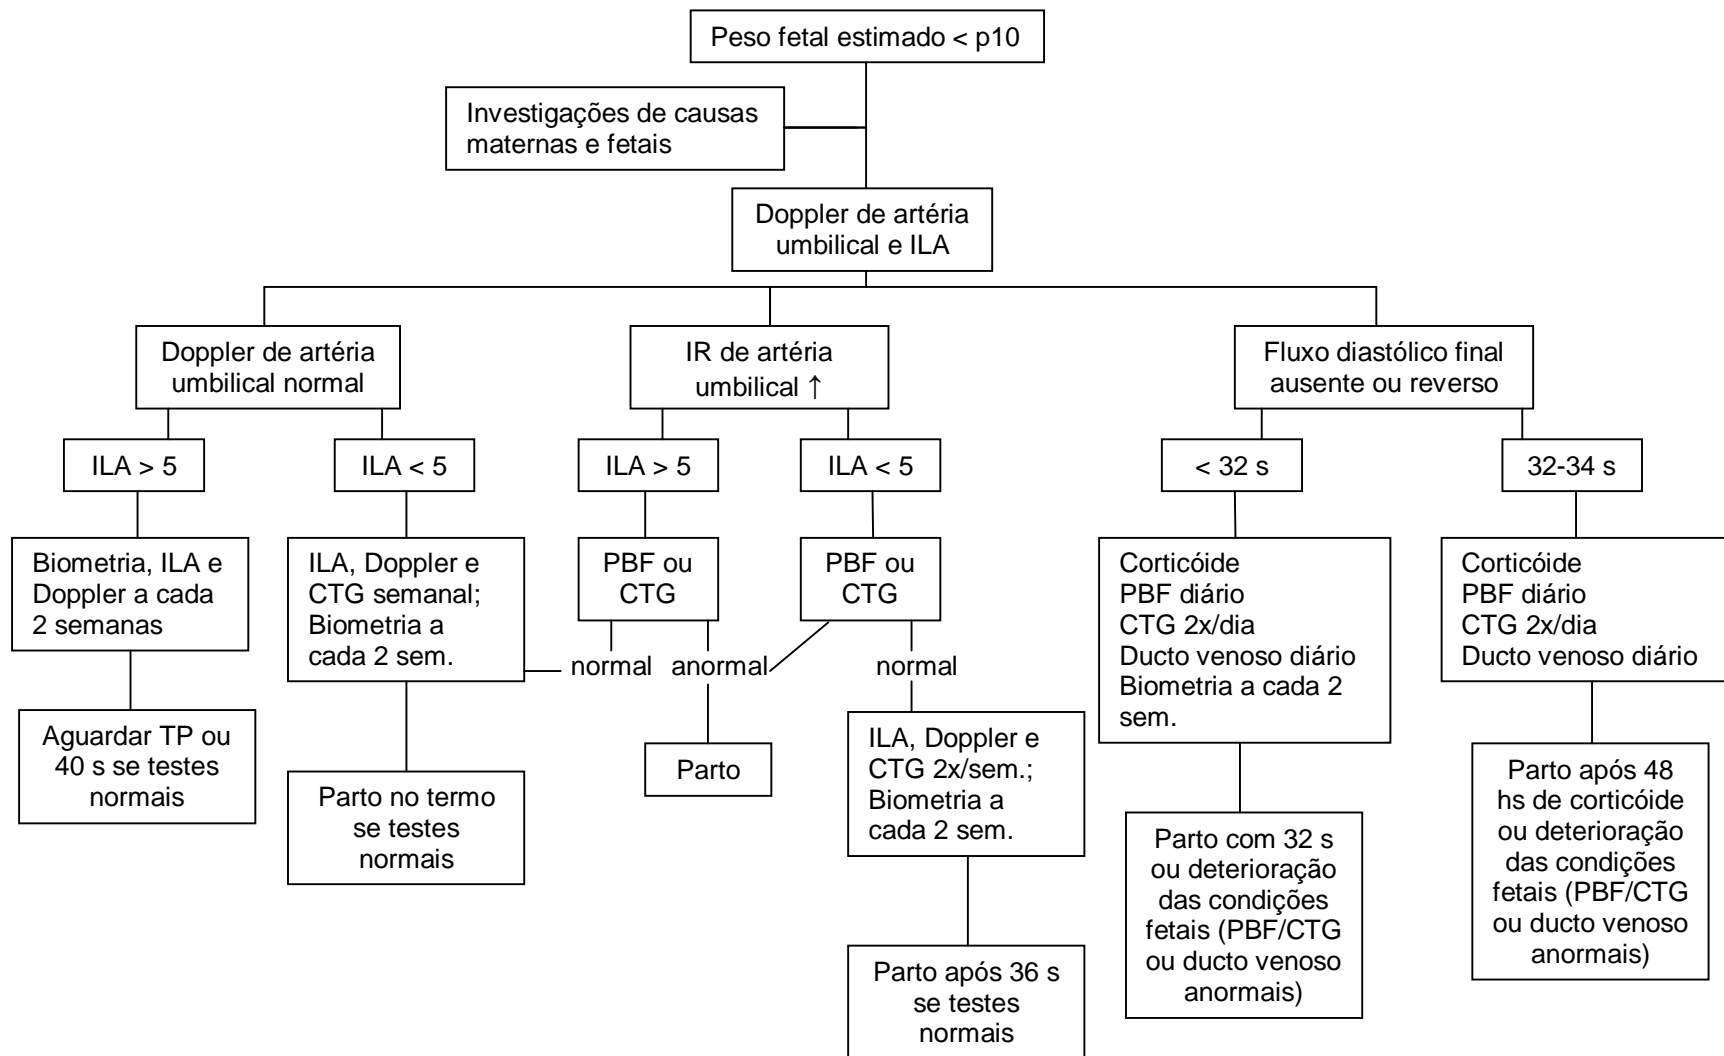 Peso fetal estimado < p10
Investigações de causas
maternas e fetais
Doppler de artéria
umbilical e ILA
Doppler de artéria
umbilical normal
IR de artéria
umbilical ↑
Fluxo diastólico final
ausente ou reverso
ILA > 5
ILA < 5
ILA > 5
ILA < 5
< 32 s
32-34 s
Biometria, ILA e
Doppler a cada
2 semanas
ILA, Doppler e
CTG semanal;
Biometria a
cada 2 sem.
PBF ou
CTG
PBF ou
CTG
Corticóide
PBF diário
CTG 2x/dia
Ducto venoso diário
Biometria a cada 2
sem.
Corticóide
PBF diário
CTG 2x/dia
Ducto venoso diário
normal
anormal
normal
Aguardar TP ou
40 s se testes
normais
Parto no termo
se testes
normais
Parto
ILA, Doppler e
CTG 2x/sem.;
Biometria a
cada 2 sem.
Parto após 36 s
se testes
normais
Parto com 32 s
ou deterioração
das condições
fetais (PBF/CTG
ou ducto venoso
anormais)
Parto após 48
hs de corticóide
ou deterioração
das condições
fetais (PBF/CTG
ou ducto venoso
anormais)